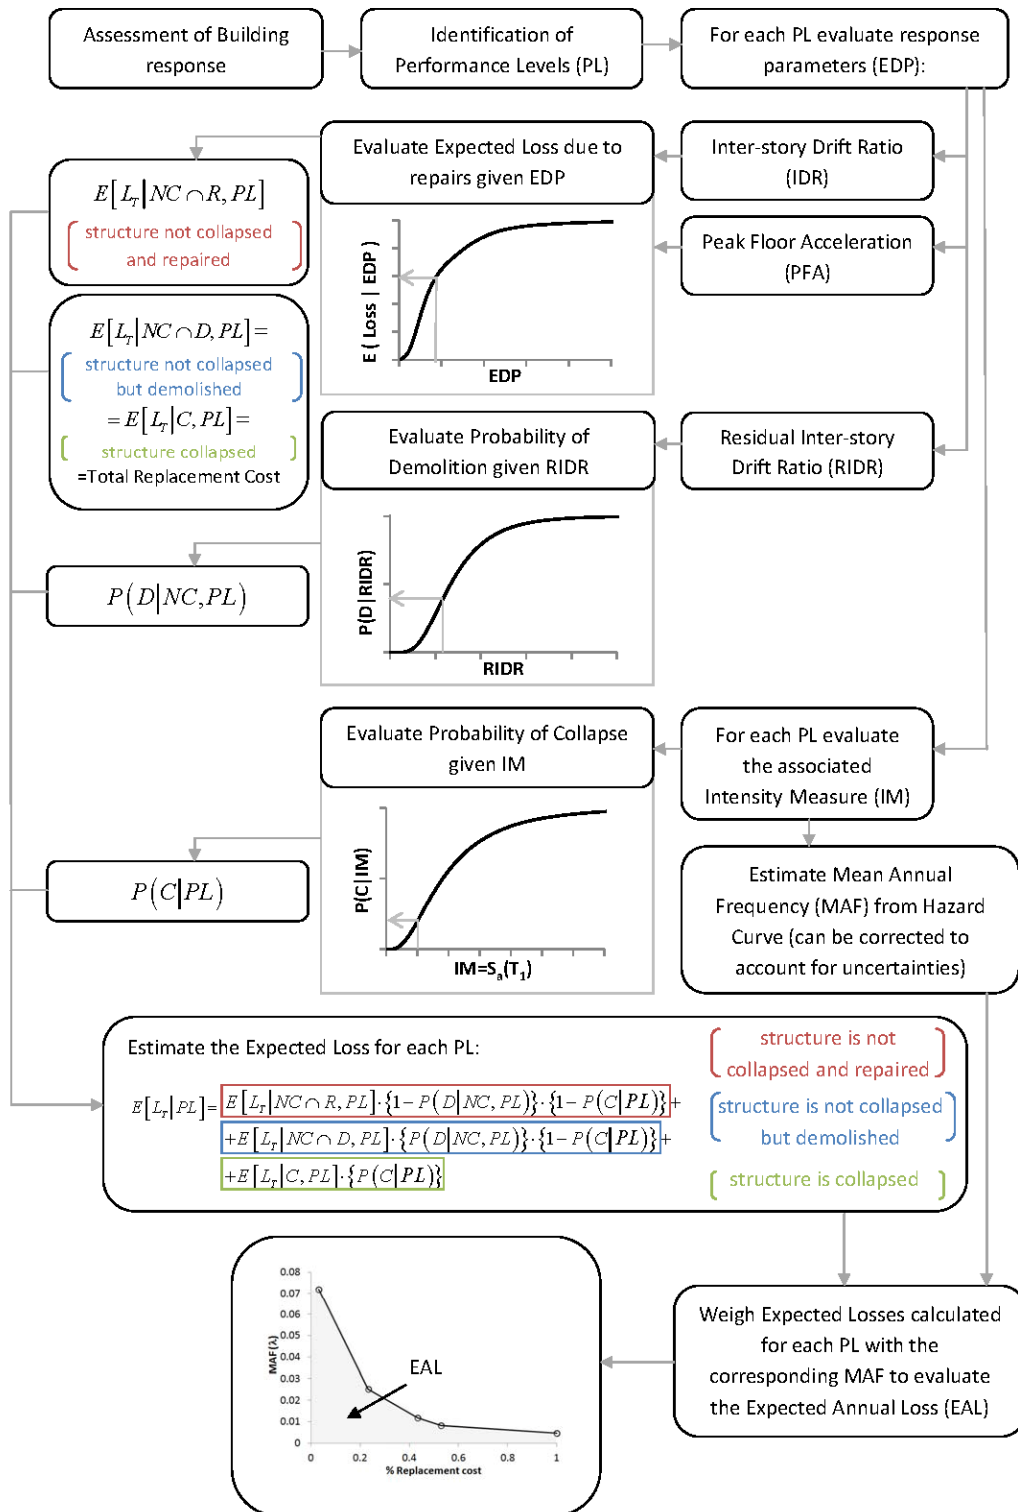 Assessment of Building
response
Identification of
Performance Levels (PL)
For each PL evaluate response
parameters (EDP):
Evaluate Expected Loss due to
repairs given EDP
Inter-story Drift Ratio
(IDR)
E[L_T|NC∩R,PL]
structure not collapsed
and repaired
Peak Floor Acceleration
(PFA)
E ( Loss | EDP )
EDP
E[L_T|NC∩D,PL]=
structure not collapsed
but demolished
=E[L_T|C,PL]=
structure collapsed
=Total Replacement Cost
Evaluate Probability of
Demolition given RIDR
Residual Inter-story
Drift Ratio (RIDR)
P(D|RIDR)
RIDR
P(D|NC,PL)
Evaluate Probability of Collapse
given IM
For each PL evaluate
the associated
Intensity Measure (IM)
P(C|IM)
IM=S_a(T_1)
P(C|PL)
Estimate Mean Annual
Frequency (MAF) from Hazard
Curve (can be corrected to
account for uncertainties)
Estimate the Expected Loss for each PL:
E[L_T|PL]=E[L_T|NC∩R,PL]·{1-P(D|NC,PL)}·{1-P(C|PL)}+
+E[L_T|NC∩D,PL]·{P(D|NC,PL)}·{1-P(C|PL)}+
+E[L_T|C,PL]·{P(C|PL)}
structure is not
collapsed and repaired
structure is not collapsed
but demolished
structure is collapsed
0.08
0.07
0.06
0.05
0.04
0.03
0.02
0.01
0
MAF(λ)
EAL
0 0.2 0.4 0.6 0.8 1
% Replacement cost
Weigh Expected Losses calculated
for each PL with the
corresponding MAF to evaluate
the Expected Annual Loss (EAL)